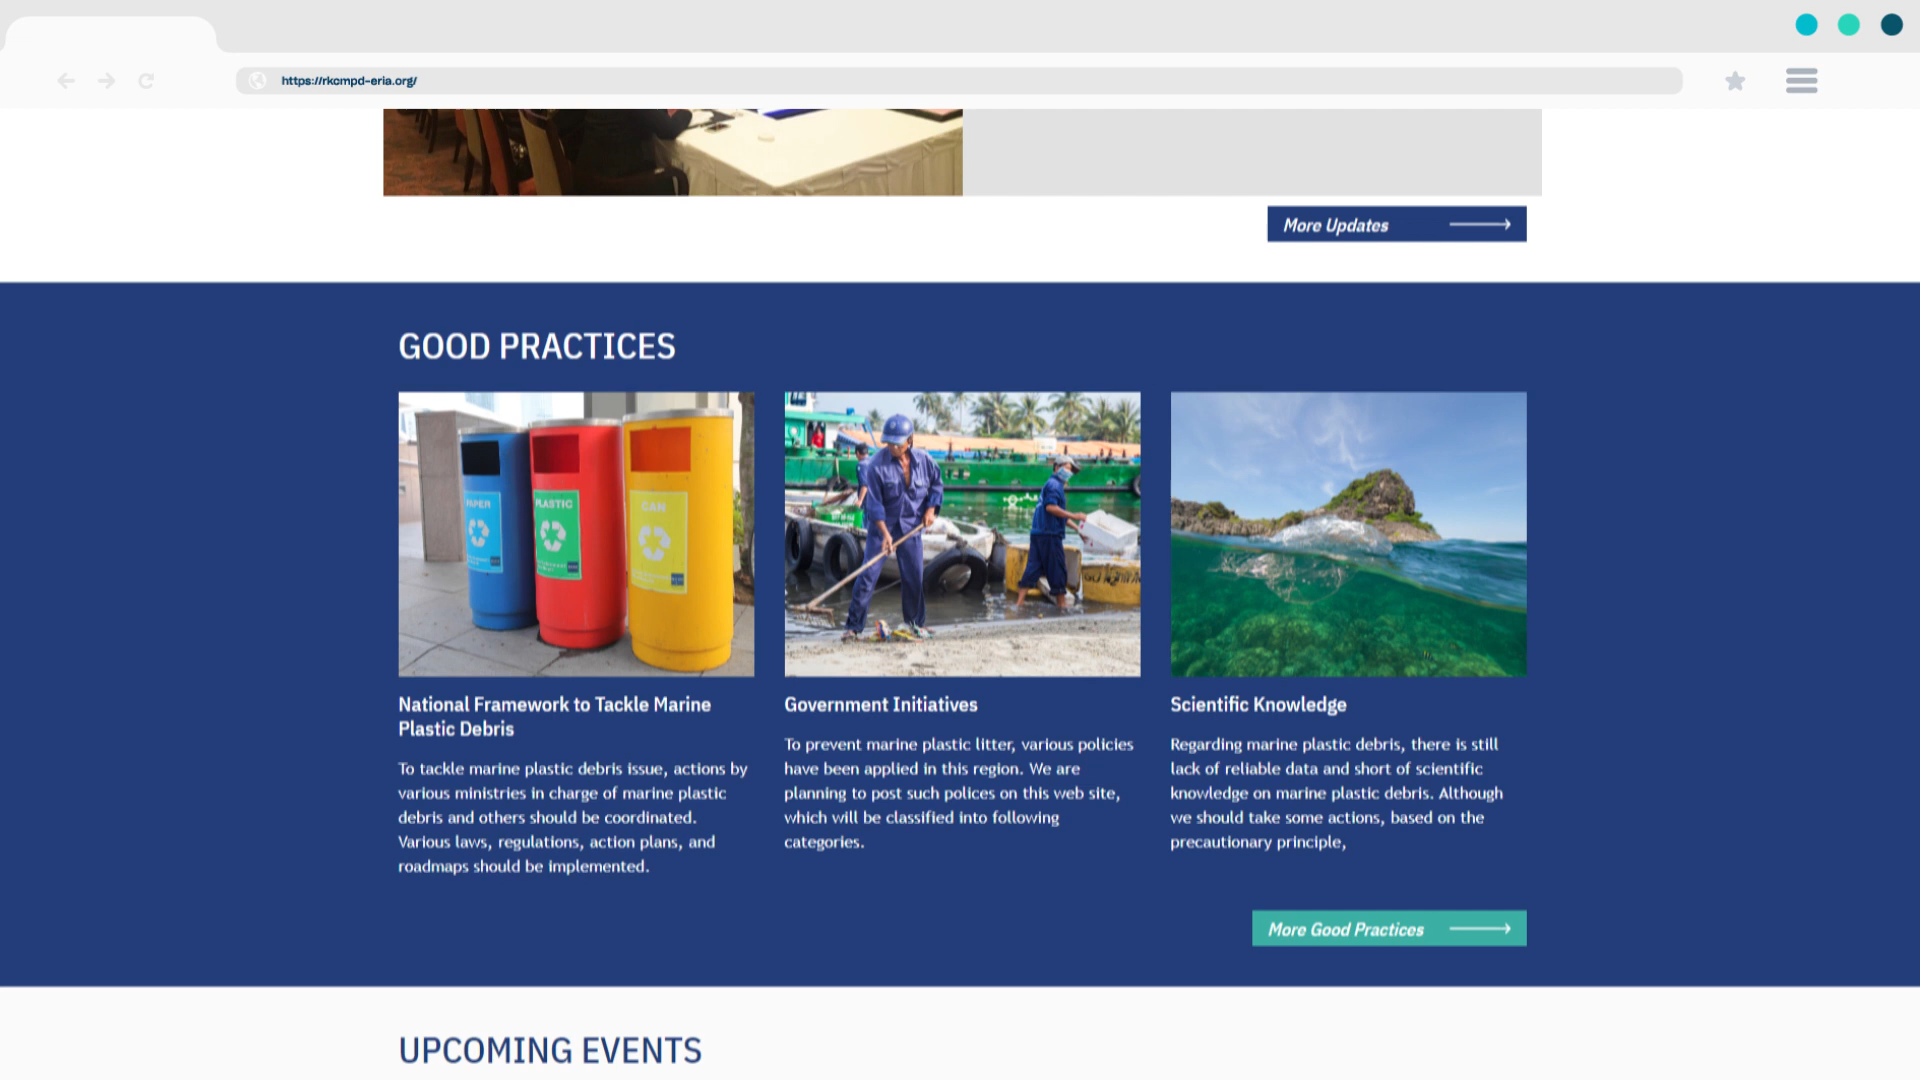 https://rkcmpd-eria.org/
More Updates
GOOD PRACTICES
PAPER
PLASTIC
CAN
National Framework to Tackle Marine
Plastic Debris
To tackle marine plastic debris issue, actions by
various ministries in charge of marine plastic
debris and others should be coordinated.
Various laws, regulations, action plans, and
roadmaps should be implemented.
Government Initiatives
To prevent marine plastic litter, various policies
have been applied in this region. We are
planning to post such polices on this web site,
which will be classified into following
categories.
Scientific Knowledge
Regarding marine plastic debris, there is still
lack of reliable data and short of scientific
knowledge on marine plastic debris. Although
we should take some actions, based on the
precautionary principle,
More Good Practices
UPCOMING EVENTS